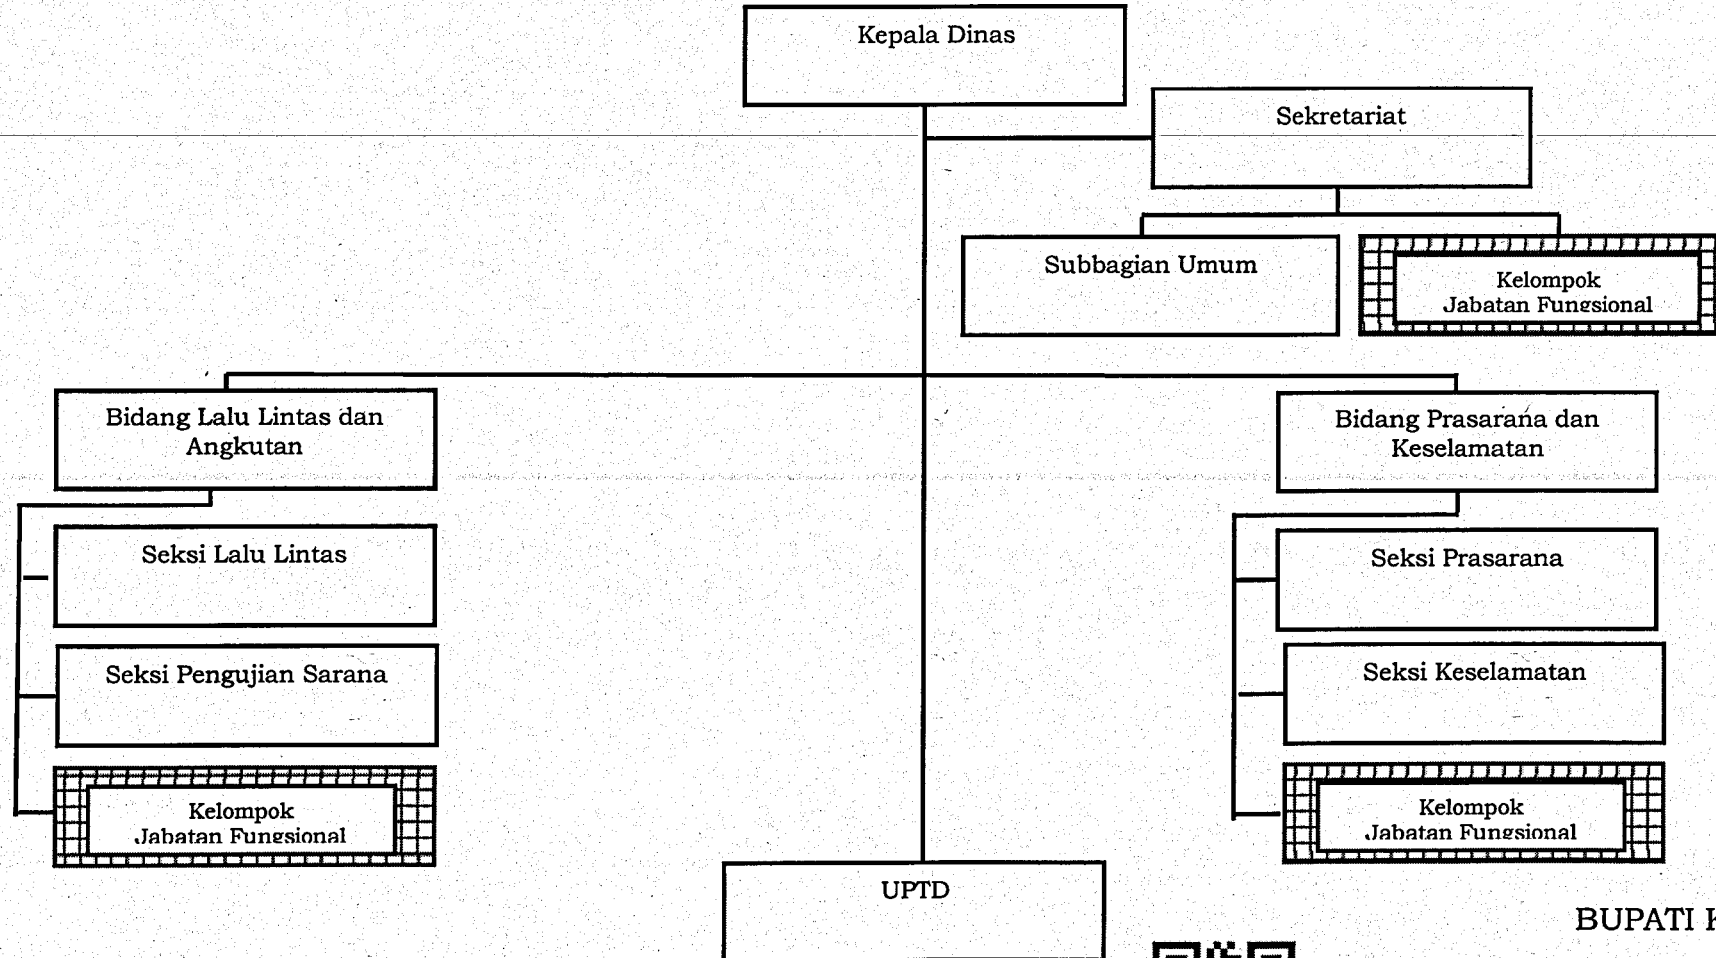 Kepala Dinas
Sekretariat
Subbagian Umum
Kelompok
Jabatan Fungsional
Bidang Lalu Lintas dan
Angkutan
Bidang Prasarana dan
Keselamatan
Seksi Lalu Lintas
Seksi Prasarana
Seksi Pengujian Sarana
Seksi Keselamatan
Kelompok
Jabatan Fungsional
Kelompok
Jabatan Fungsional
UPTD
BUPATI